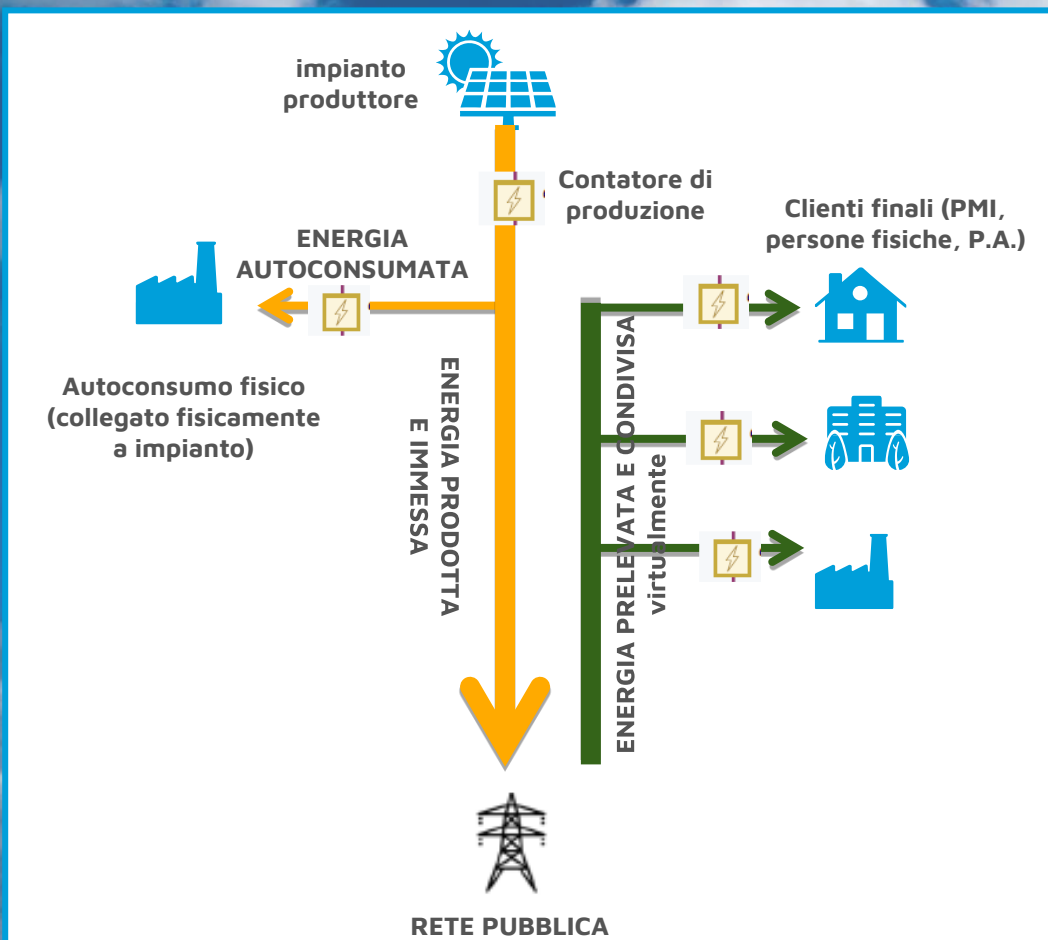 impianto
produttore
Contatore di
produzione
Clienti finali (PMI,
persone fisiche, P.A.)
ENERGIA
AUTOCONSUMATA
Autoconsumo fisico
(collegato fisicamente
a impianto)
ENERGIA PRODOTTA
E IMMESSA
ENERGIA PRELEVATA E CONDIVISA
virtualmente
RETE PUBBLICA